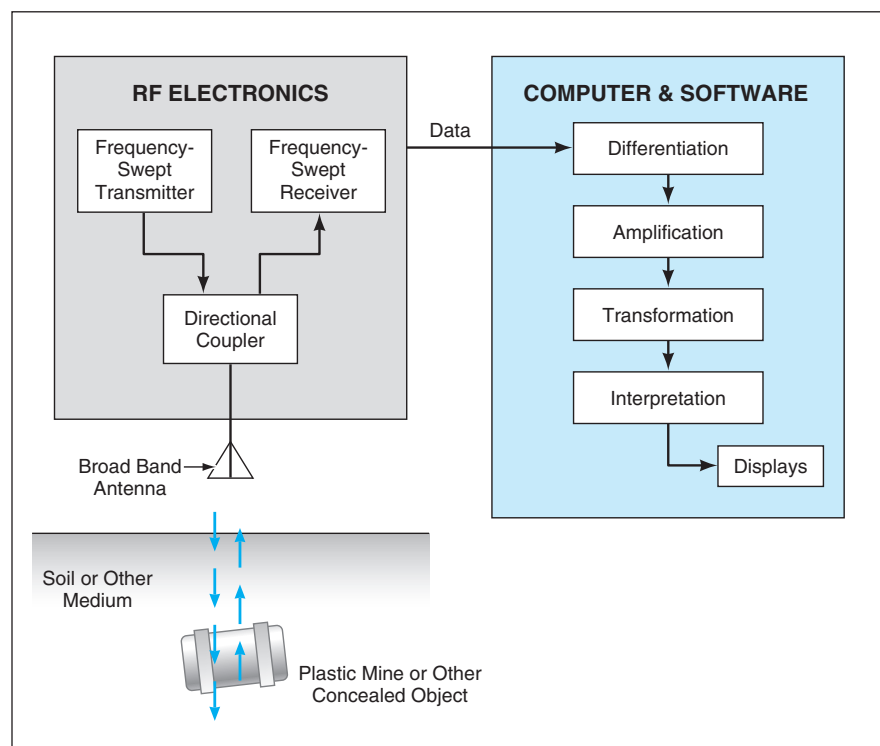 RF ELECTRONICS
Frequency-
Swept
Transmitter
Frequency-
Swept
Receiver
Directional
Coupler
Broad Band
Antenna
Soil or Other
Medium
Plastic Mine or Other
Concealed Object
Data
COMPUTER & SOFTWARE
Differentiation
Amplification
Transformation
Interpretation
Displays